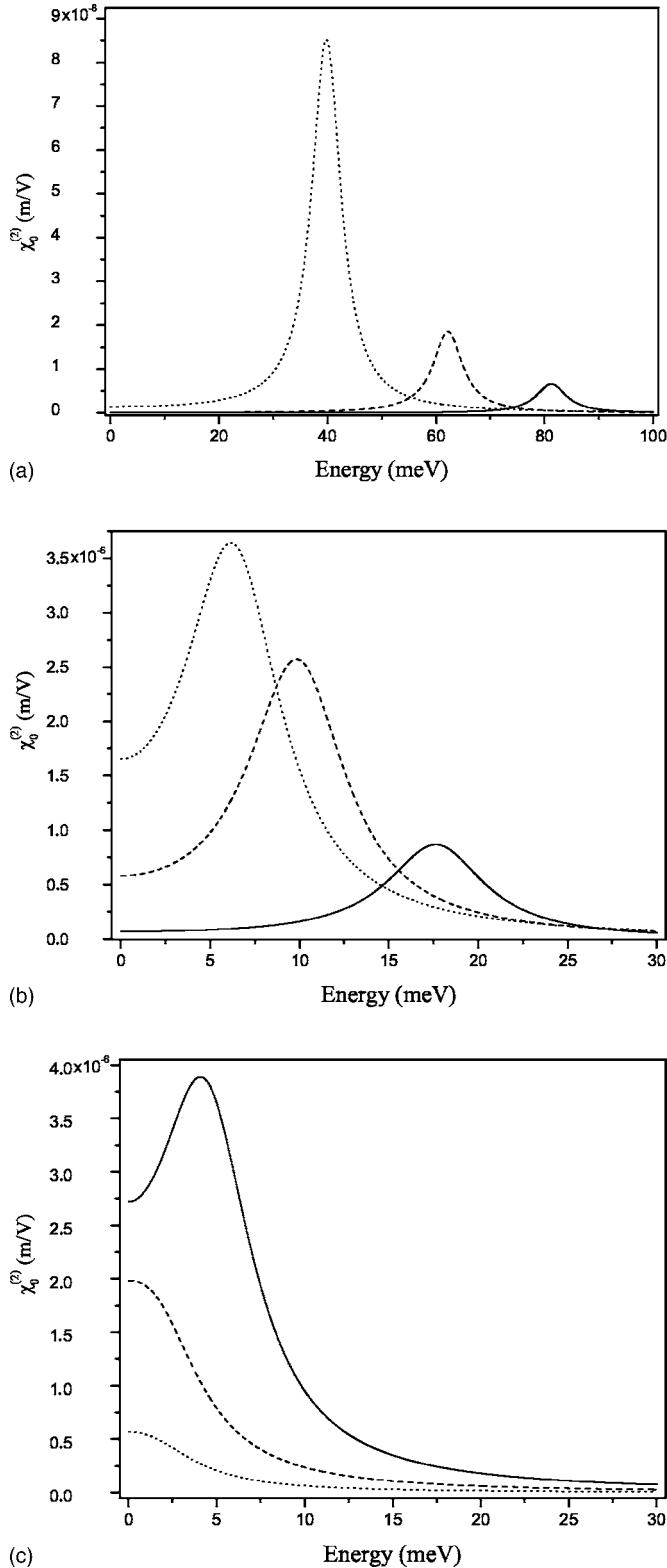 9x10⁻⁸
8
7
6
5
4
3
2
1
0
χ₀⁽²⁾ (m/V)
0 20 40 60 80 100
Energy (meV)
(a)
3.5x10⁻⁶
3.0
2.5
2.0
1.5
1.0
0.5
0.0
χ₀⁽²⁾ (m/V)
0 5 10 15 20 25 30
Energy (meV)
(b)
4.0x10⁻⁶
3.5
3.0
2.5
2.0
1.5
1.0
0.5
0.0
χ₀⁽²⁾ (m/V)
0 5 10 15 20 25 30
Energy (meV)
(c)